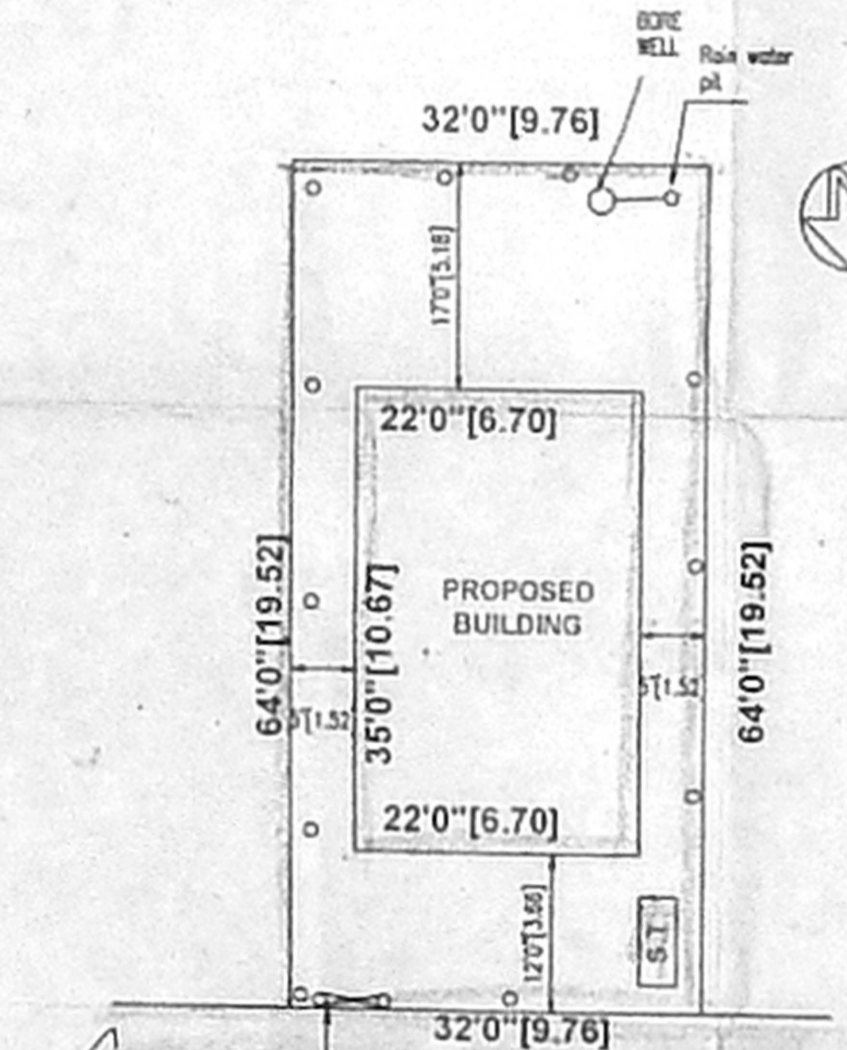 BORE
WELL
Rain water
pit
32'0"[9.76]
17'0"[5.18]
22'0"[6.70]
64'0"[19.52]
35'0"[10.67]
PROPOSED
BUILDING
64'0"[19.52]
5'[1.52
5'[1.52]
22'0"[6.70]
12'0"[3.66]
S.T
32'0"[9.76]